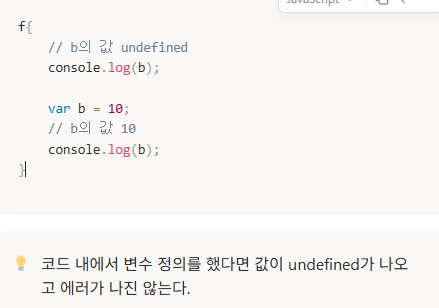 JavaScript
f{
// b의 값 undefined
console.log(b);
var b = 10;
// b의 값 10
console.log(b);
}
코드 내에서 변수 정의를 했다면 값이 undefined가 나오
고 에러가 나진 않는다.